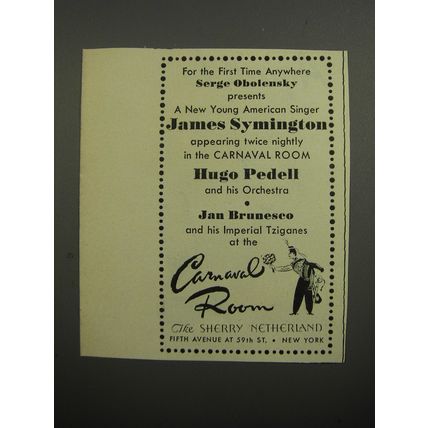 For the First Time Anywhere
Serge Obolensky
presents
A New Young American Singer
James Symington
appearing twice nightly
in the CARNAVAL ROOM
Hugo Pedell
and his Orchestra
•
Jan Brunesco
and his Imperial Tziganes
at the
Carnaval
Room
The SHERRY NETHERLAND
FIFTH AVENUE AT 59th ST. • NEW YORK